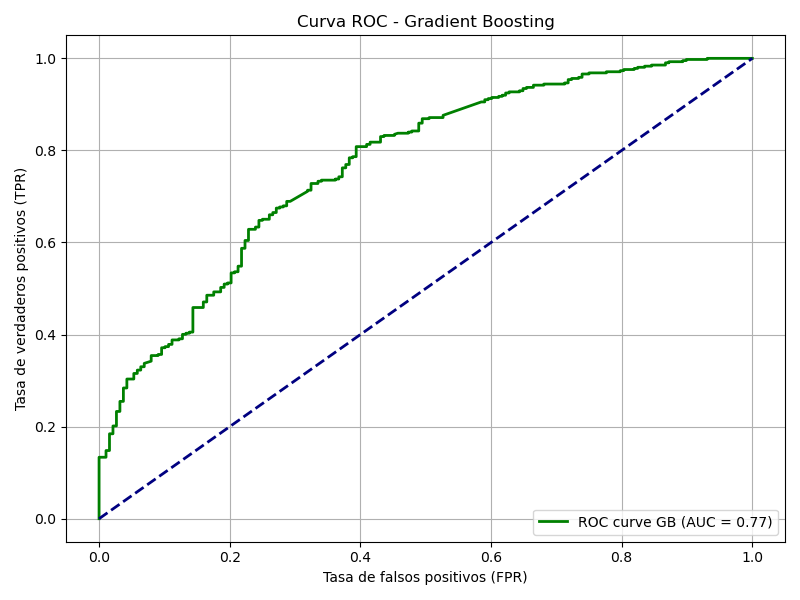 Curva ROC - Gradient Boosting
Tasa de verdaderos positivos (TPR)
1.0
0.8
0.6
0.4
0.2
0.0
0.0 0.2 0.4 0.6 0.8 1.0
Tasa de falsos positivos (FPR)
ROC curve GB (AUC = 0.77)